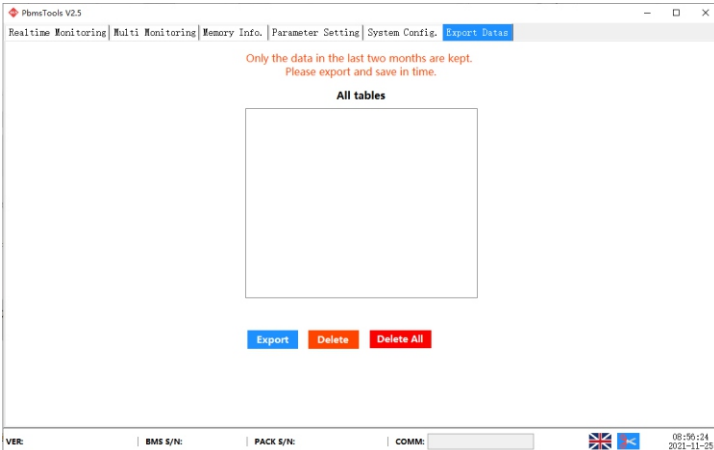 PbmsTools V2.5
Realtime Monitoring Multi Monitoring Memory Info. Parameter Setting System Config. Export Datas
Only the data in the last two months are kept.
Please export and save in time.
All tables
Export Delete Delete All
VER: BMS S/N: PACK S/N: COMM: 08:56:24
2021-11-25